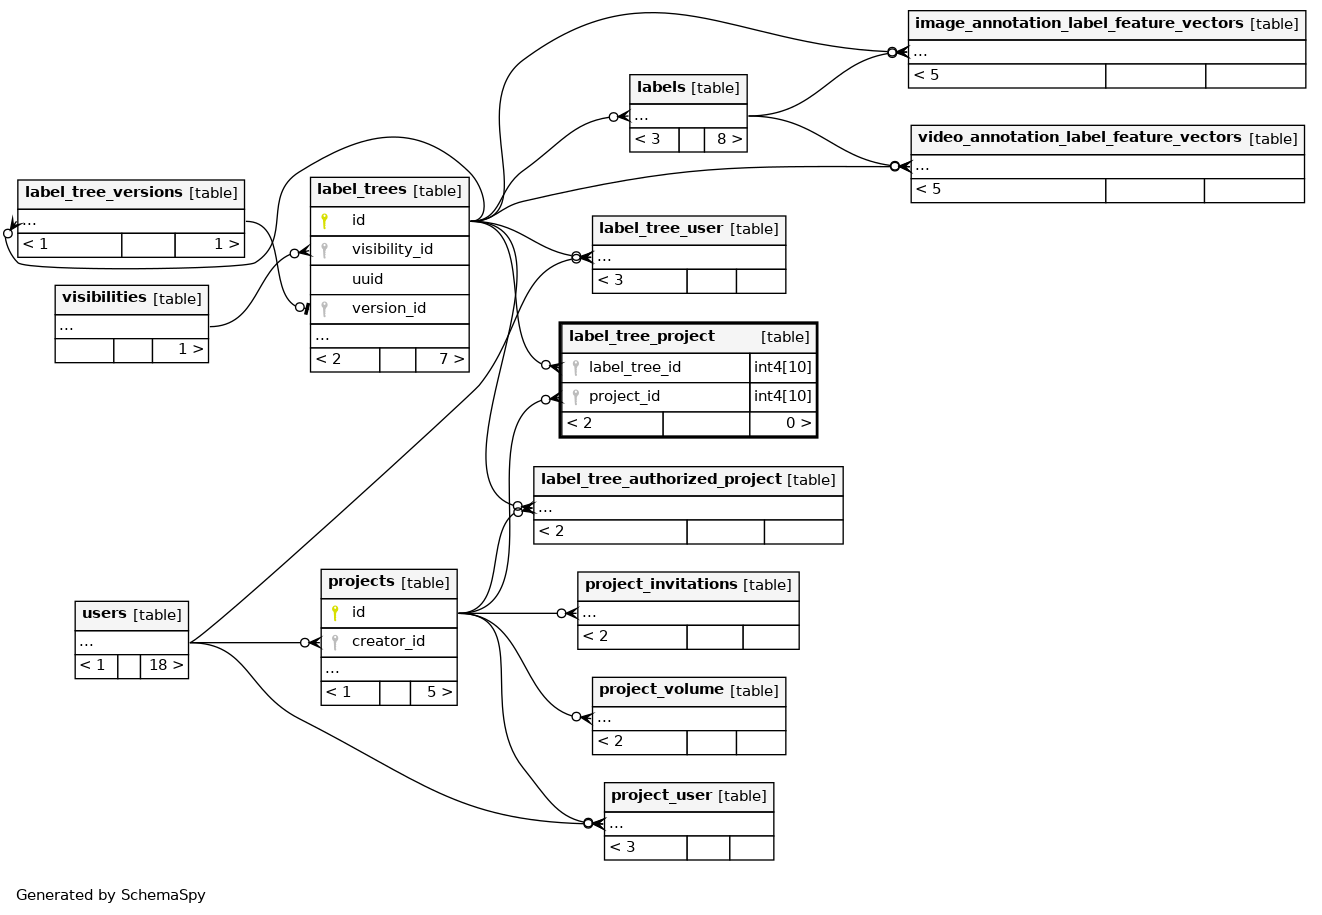 image_annotation_label_feature_vectors [table]
...
< 5
labels [table]
...
< 3 8 >
video_annotation_label_feature_vectors [table]
...
< 5
label_tree_versions [table]
...
< 1 1 >
label_trees [table]
id
visibility_id
uuid
version_id
...
< 2 7 >
label_tree_user [table]
...
< 3
visibilities [table]
...
1 >
label_tree_project [table]
label_tree_id int4[10]
project_id int4[10]
< 2 0 >
label_tree_authorized_project [table]
...
< 2
projects [table]
id
creator_id
...
< 1 5 >
project_invitations [table]
...
< 2
users [table]
...
< 1 18 >
project_volume [table]
...
< 2
project_user [table]
...
< 3
Generated by SchemaSpy